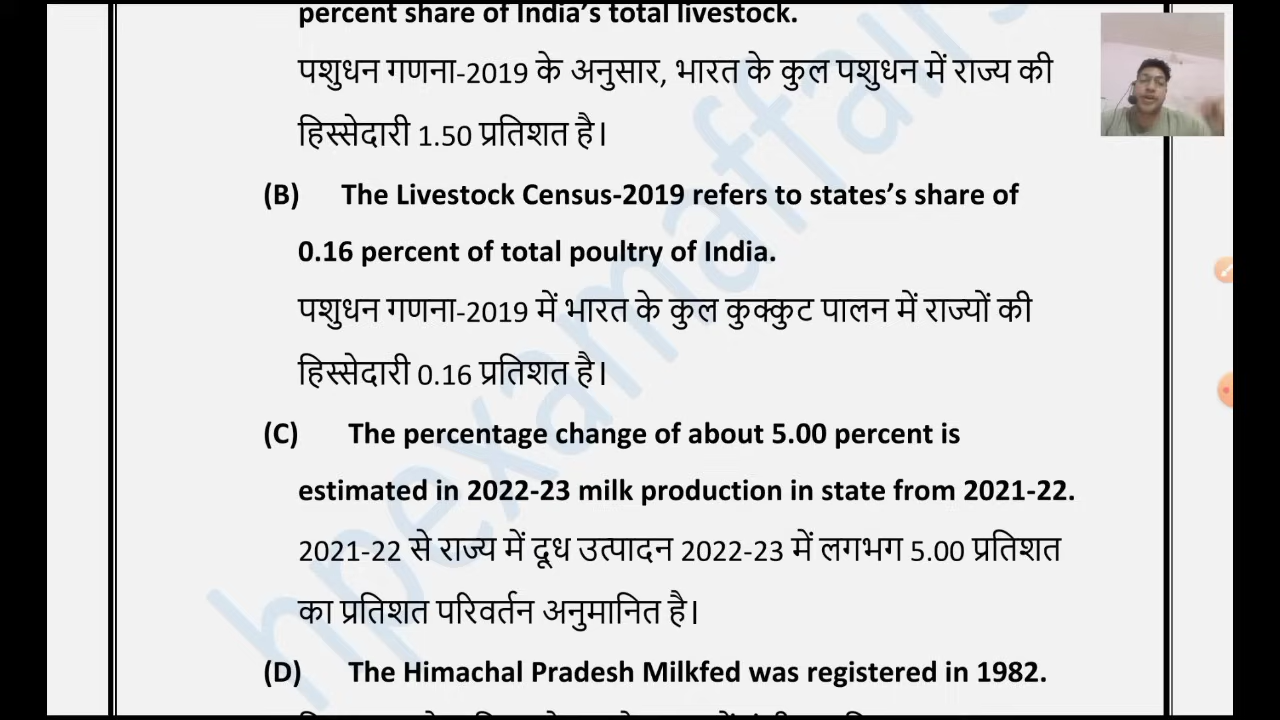 percent share of India’s total livestock.
पशुधन गणना-2019 के अनुसार, भारत के कुल पशुधन में राज्य की
हिस्सेदारी 1.50 प्रतिशत है।
(B) The Livestock Census-2019 refers to states’s share of
0.16 percent of total poultry of India.
पशुधन गणना-2019 में भारत के कुल कुक्कुट पालन में राज्यों की
हिस्सेदारी 0.16 प्रतिशत है।
(C) The percentage change of about 5.00 percent is
estimated in 2022-23 milk production in state from 2021-22.
2021-22 से राज्य में दूध उत्पादन 2022-23 में लगभग 5.00 प्रतिशत
का प्रतिशत परिवर्तन अनुमानित है।
(D) The Himachal Pradesh Milkfed was registered in 1982.
hpexamaffairs